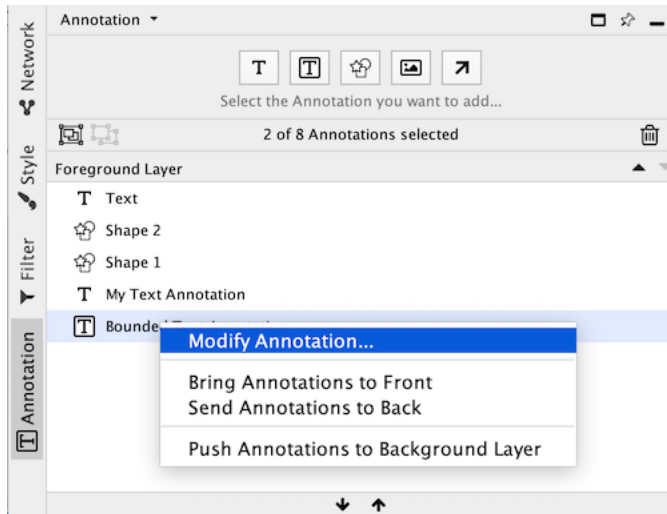 Annotation
Network
Style
Filter
Annotation
T T
Select the Annotation you want to add...
2 of 8 Annotations selected
Foreground Layer
T Text
Shape 2
Shape 1
T My Text Annotation
T Bounde
Modify Annotation...
Bring Annotations to Front
Send Annotations to Back
Push Annotations to Background Layer